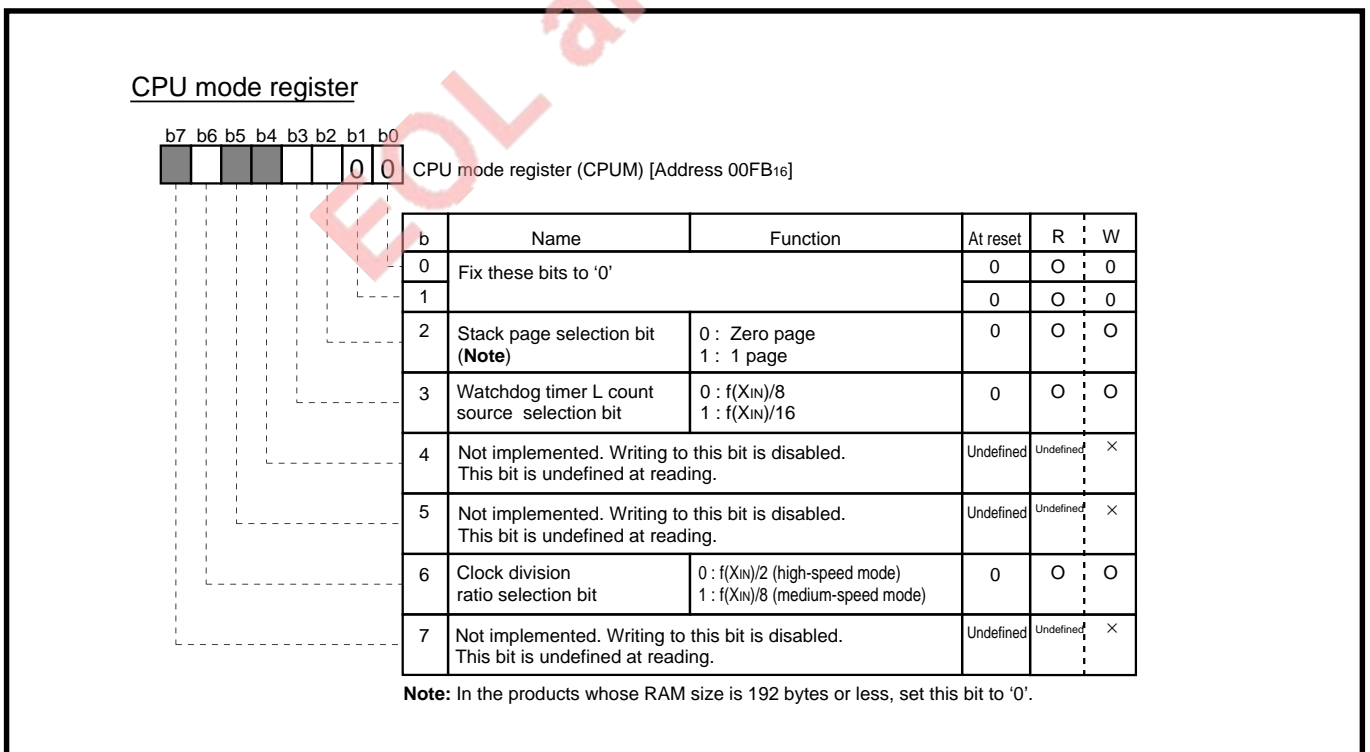 EOL a
CPU mode register
b7 b6 b5 b4 b3 b2 b1 b0
0 0 CPU mode register (CPUM) [Address 00FB16]
b Name Function At reset R W
0 Fix these bits to ‘0’ 0 O 0
1 0 O 0
2 Stack page selection bit 0 : Zero page 0 O O
(Note) 1 : 1 page
3 Watchdog timer L count 0 : f(XIN)/8 0 O O
source selection bit 1 : f(XIN)/16
4 Not implemented. Writing to this bit is disabled. Undefined Undefined ×
This bit is undefined at reading.
5 Not implemented. Writing to this bit is disabled. Undefined Undefined ×
This bit is undefined at reading.
6 Clock division 0 : f(XIN)/2 (high-speed mode) 0 O O
ratio selection bit 1 : f(XIN)/8 (medium-speed mode)
7 Not implemented. Writing to this bit is disabled. Undefined Undefined ×
This bit is undefined at reading.
Note: In the products whose RAM size is 192 bytes or less, set this bit to ‘0’.